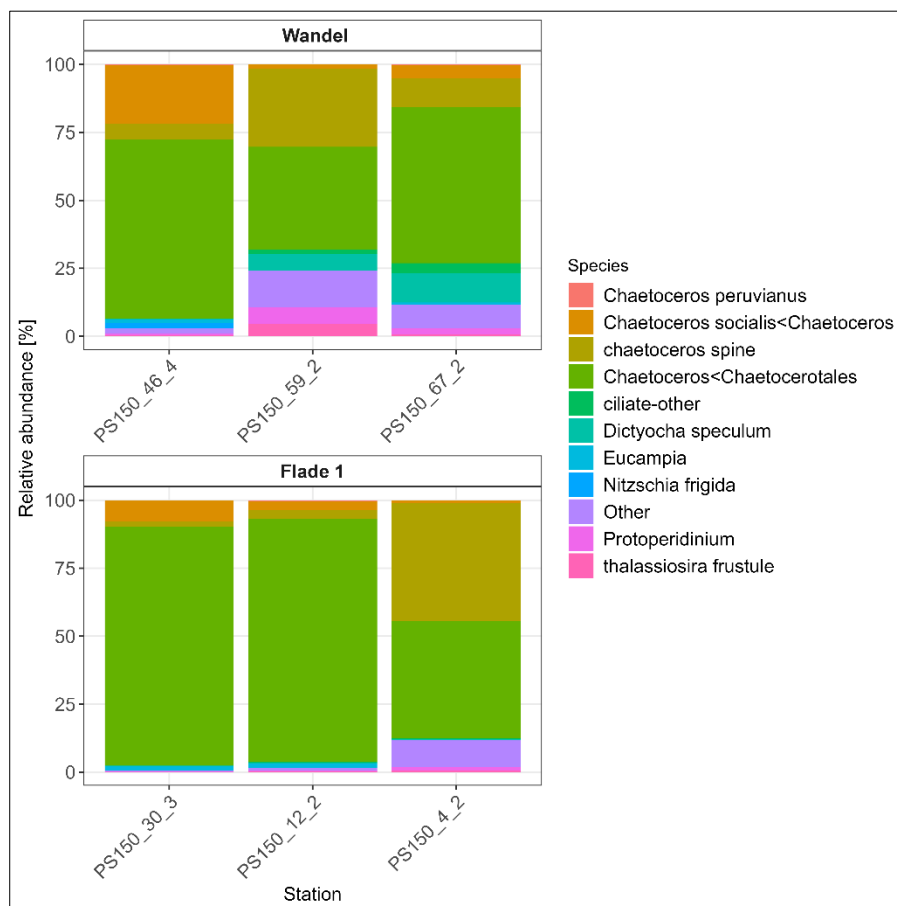 Wandel
100
75
50
25
0
PS150_46_4
PS150_59_2
PS150_67_2
Flade 1
100
75
50
25
0
PS150_30_3
PS150_12_2
PS150_4_2
Relative abundance [%]
Station
Species
Chaetoceros peruvianus
Chaetoceros socialis<Chaetoceros
chaetoceros spine
Chaetoceros<Chaetocerotales
ciliate-other
Dictyocha speculum
Eucampia
Nitzschia frigida
Other
Protoperidinium
thalassiosira frustule